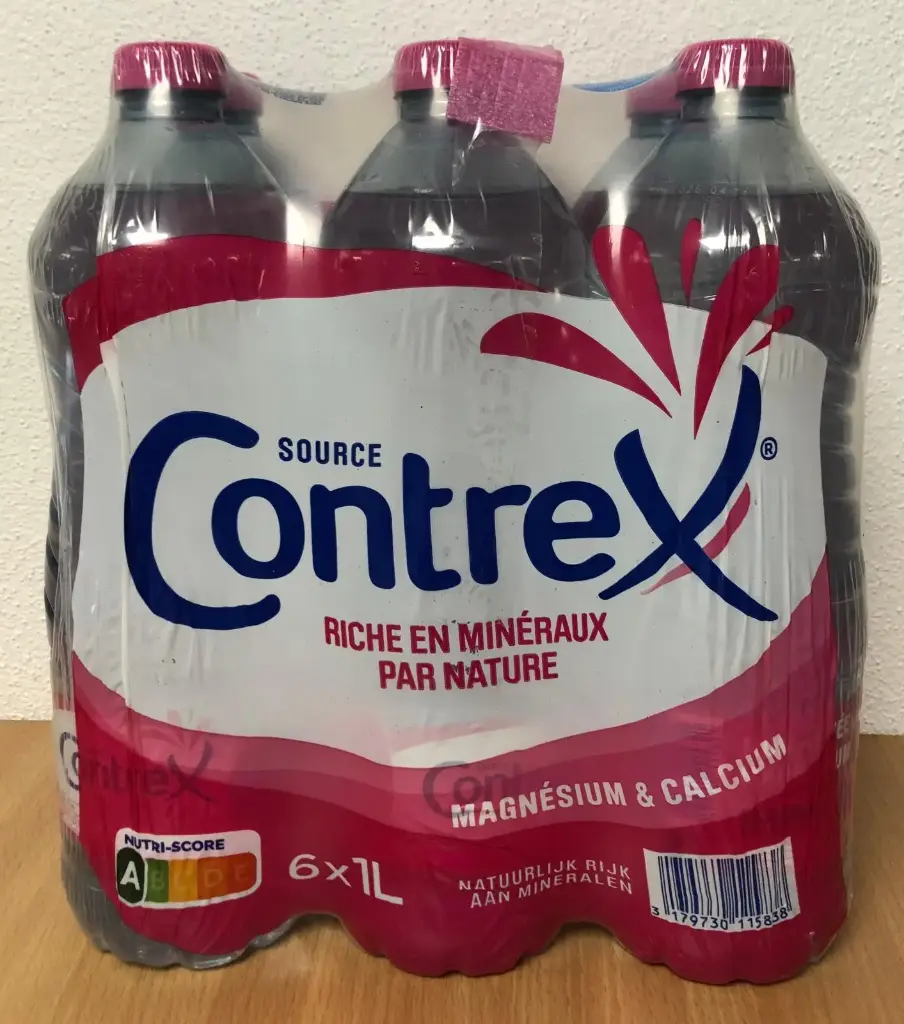 SOURCE
Contrex®
RICHE EN MINÉRAUX
PAR NATURE
Contrex
MAGNÉSIUM & CALCIUM
NUTRI-SCORE
A B C D E
6x1L
NATUURLIJK RIJK
AAN MINERALEN
3 179730 115838